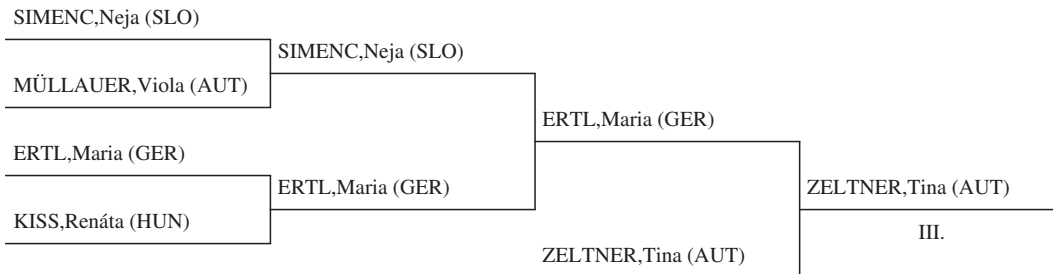 SIMENC,Neja (SLO)
SIMENC,Neja (SLO)
MÜLLAUER,Viola (AUT)
ERTL,Maria (GER)
ERTL,Maria (GER)
ERTL,Maria (GER)
ZELTNER,Tina (AUT)
KISS,Renáta (HUN)
III.
ZELTNER,Tina (AUT)